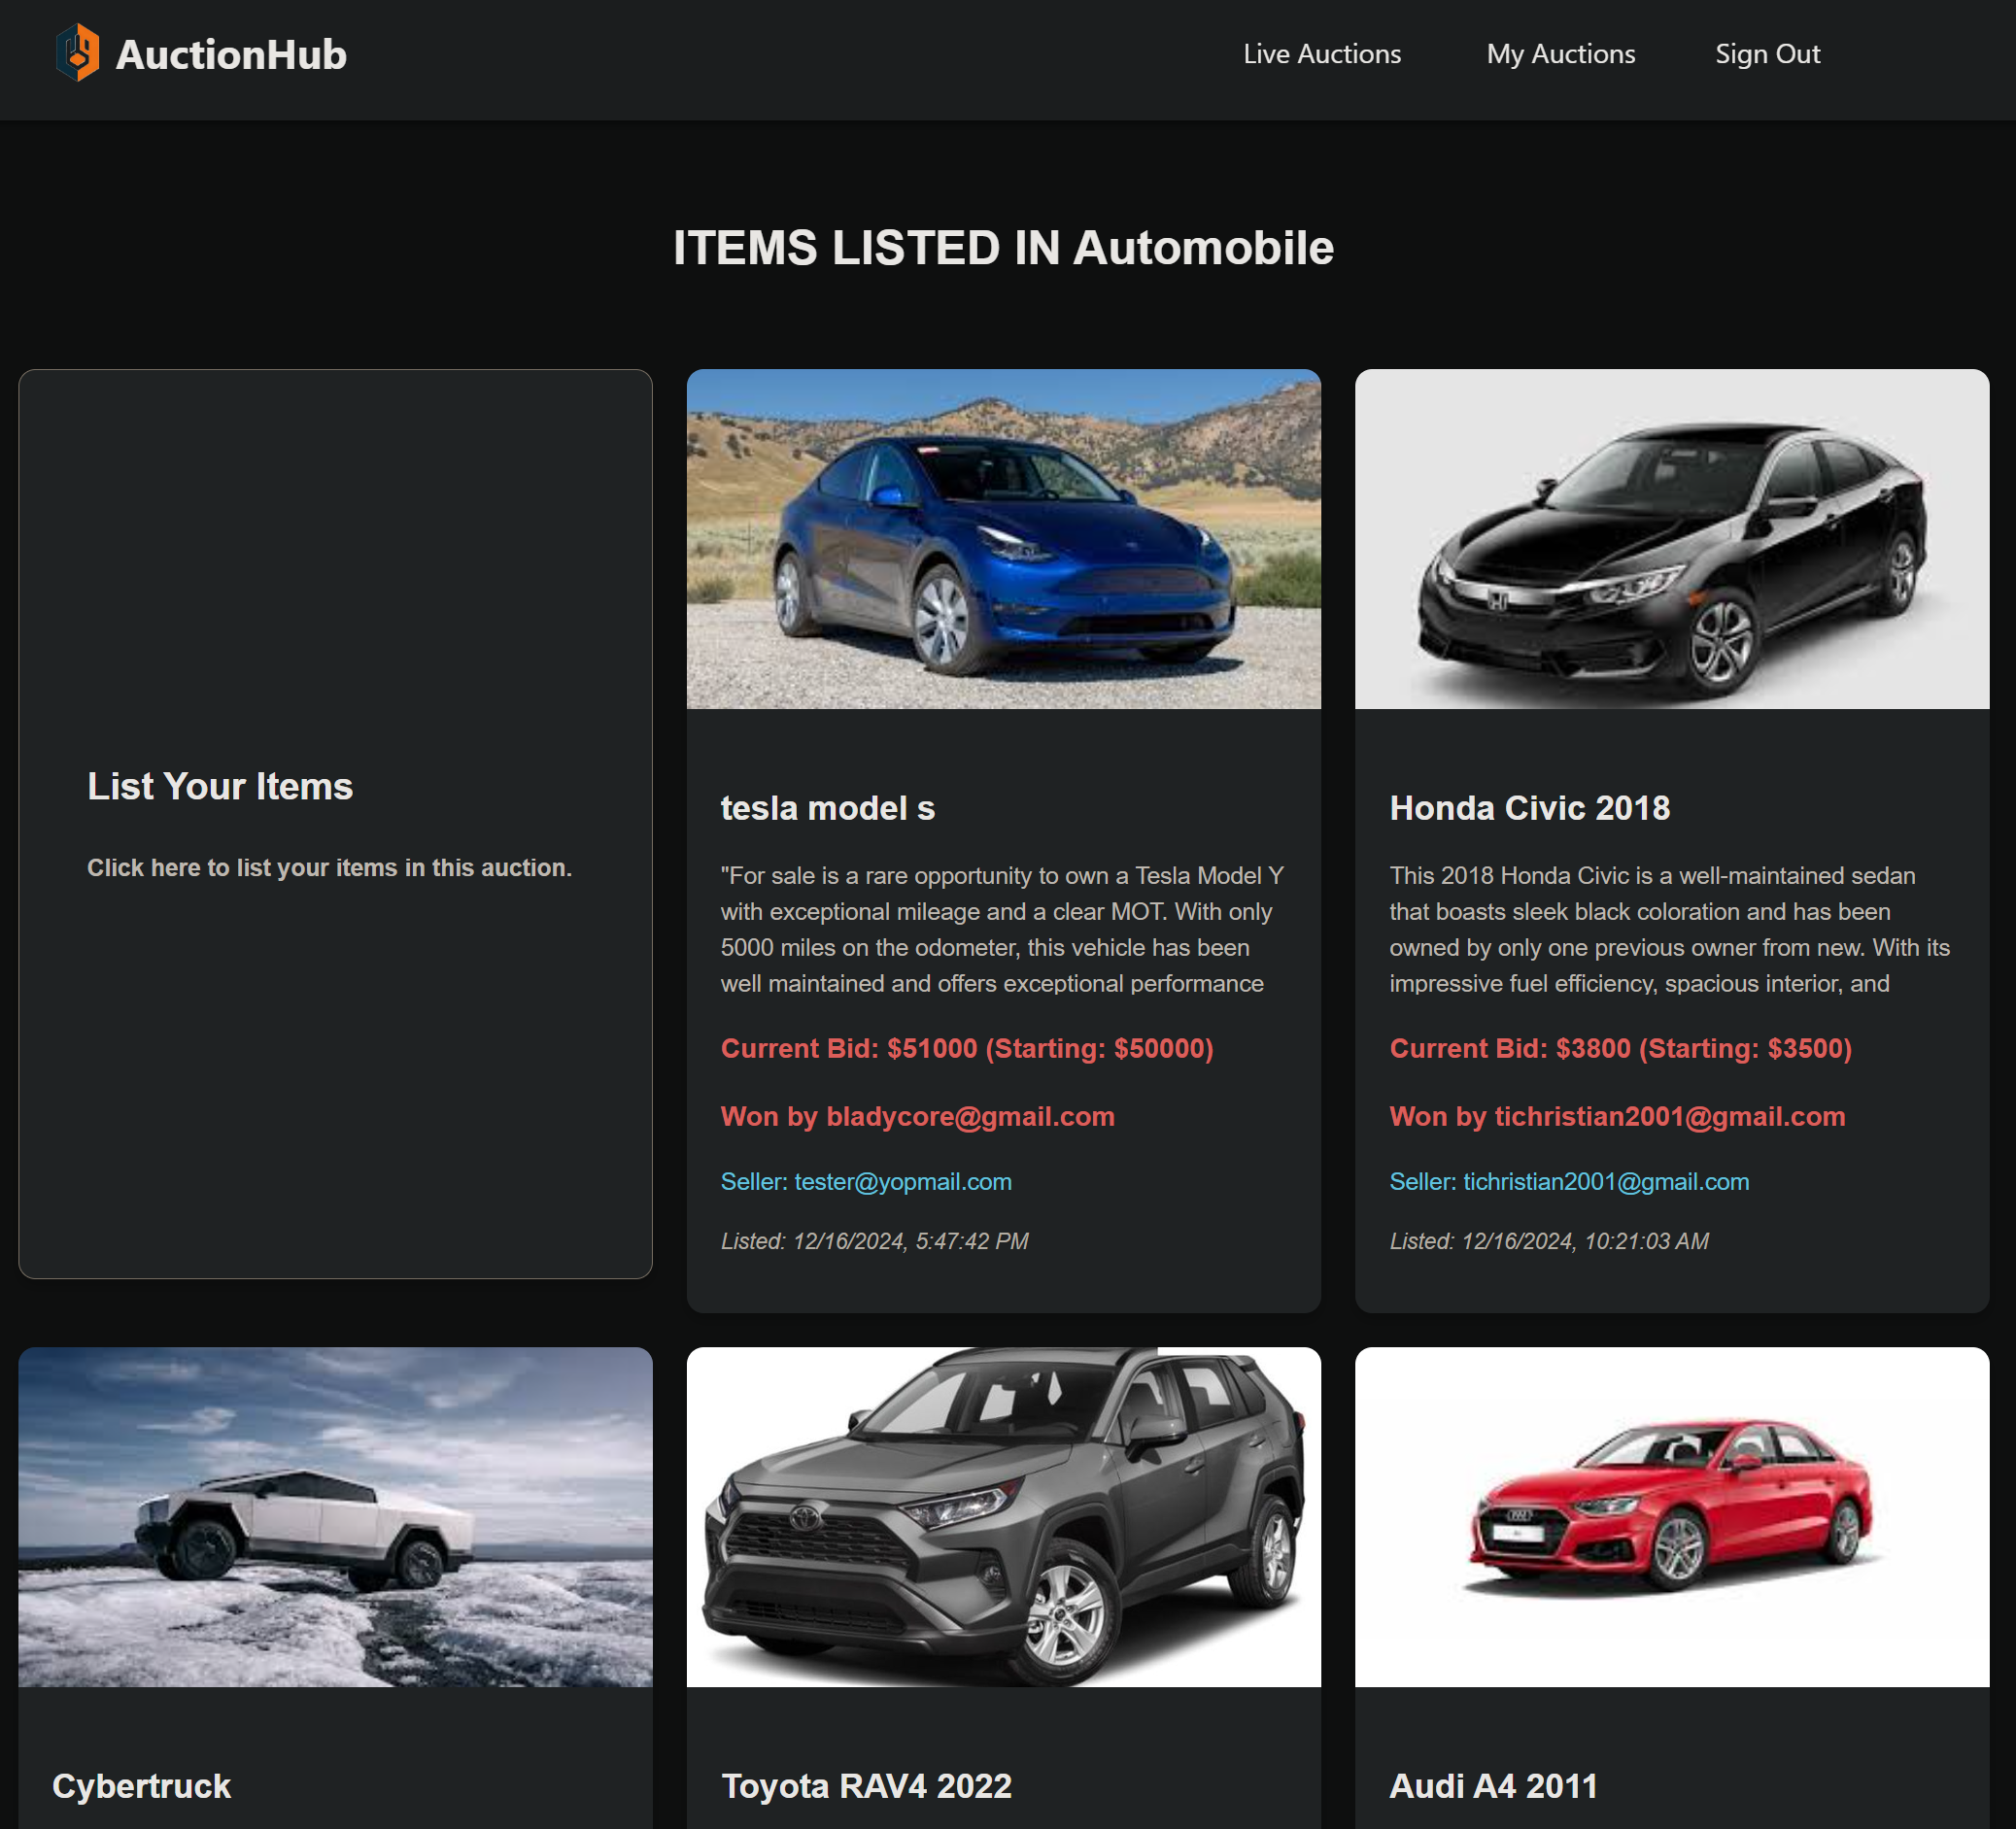 AuctionHub
Live Auctions
My Auctions
Sign Out
ITEMS LISTED IN Automobile
List Your Items
Click here to list your items in this auction.
tesla model s
"For sale is a rare opportunity to own a Tesla Model Y
with exceptional mileage and a clear MOT. With only
5000 miles on the odometer, this vehicle has been
well maintained and offers exceptional performance
Current Bid: $51000 (Starting: $50000)
Won by bladycore@gmail.com
Seller: tester@yopmail.com
Listed: 12/16/2024, 5:47:42 PM
Honda Civic 2018
This 2018 Honda Civic is a well-maintained sedan
that boasts sleek black coloration and has been
owned by only one previous owner from new. With its
impressive fuel efficiency, spacious interior, and
Current Bid: $3800 (Starting: $3500)
Won by tichristian2001@gmail.com
Seller: tichristian2001@gmail.com
Listed: 12/16/2024, 10:21:03 AM
Cybertruck
Toyota RAV4 2022
Audi A4 2011